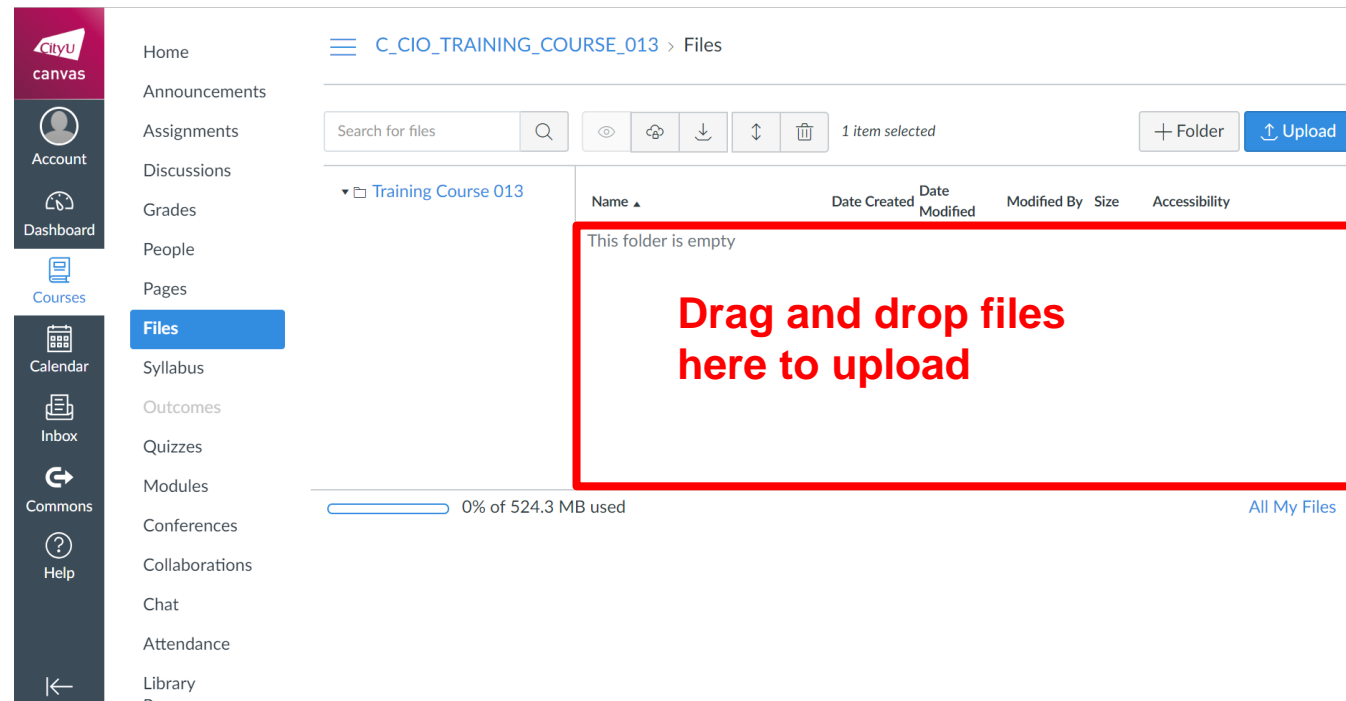 CityU
canvas
Account
Dashboard
Courses
Calendar
Inbox
Commons
Help
Home
Announcements
Assignments
Discussions
Grades
People
Pages
Files
Syllabus
Outcomes
Quizzes
Modules
Conferences
Collaborations
Chat
Attendance
Library
C_CIO_TRAINING_COURSE_013 > Files
Search for files
1 item selected
+ Folder
Upload
Training Course 013
Name
Date Created
Date
Modified
Modified By
Size
Accessibility
This folder is empty
Drag and drop files
here to upload
0% of 524.3 MB used
All My Files